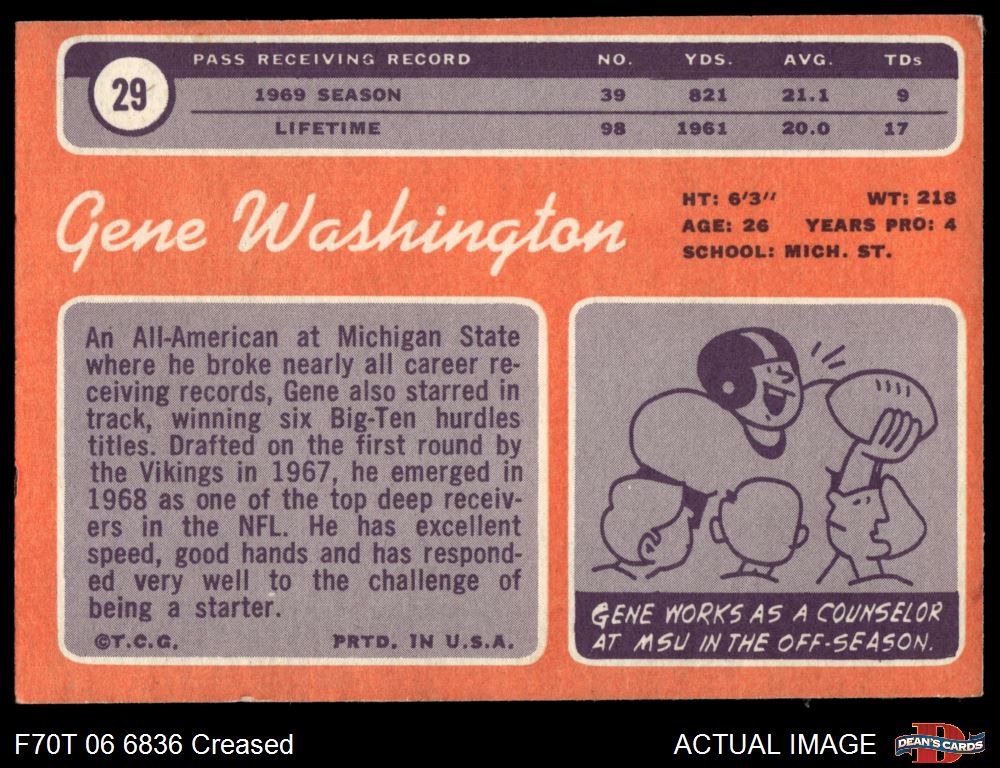 29
PASS RECEIVING RECORD NO. YDS. AVG. TDs
1969 SEASON 39 821 21.1 9
LIFETIME 98 1961 20.0 17
Gene Washington
HT: 6'3" WT: 218
AGE: 26 YEARS PRO: 4
SCHOOL: MICH. ST.
An All-American at Michigan State
where he broke nearly all career re-
ceiving records, Gene also starred in
track, winning six Big-Ten hurdles
titles. Drafted on the first round by
the Vikings in 1967, he emerged in
1968 as one of the top deep receiv-
ers in the NFL. He has excellent
speed, good hands and has respond-
ed very well to the challenge of
being a starter.
©T.C.G. PRTD. IN U.S.A.
GENE WORKS AS A COUNSELOR
AT MSU IN THE OFF-SEASON.
F70T 06 6836 Creased
ACTUAL IMAGE
D
DEAN'S CARDS